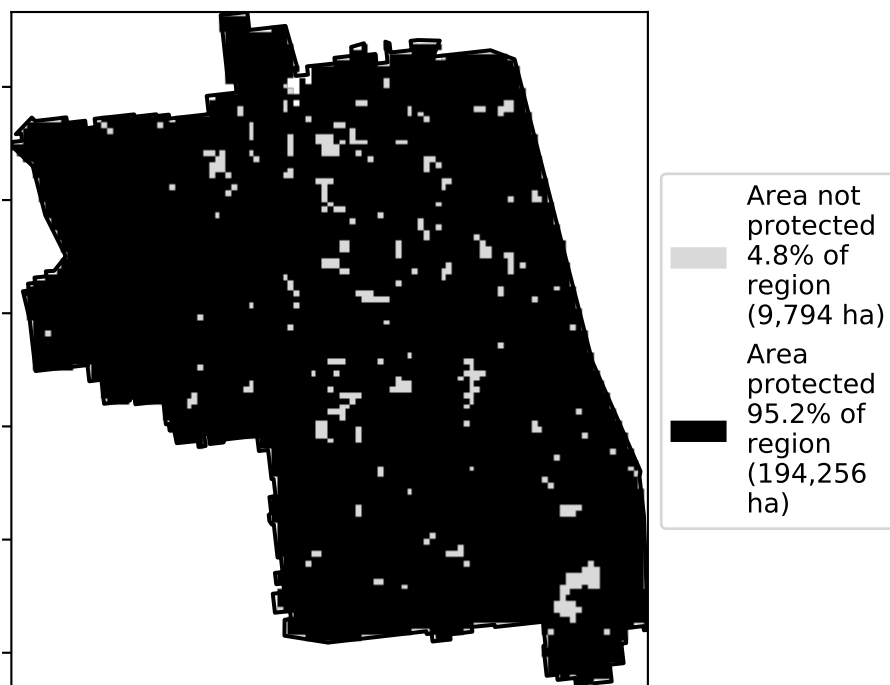 Area not
protected
4.8% of
region
(9,794 ha)
Area
protected
95.2% of
region
(194,256
ha)